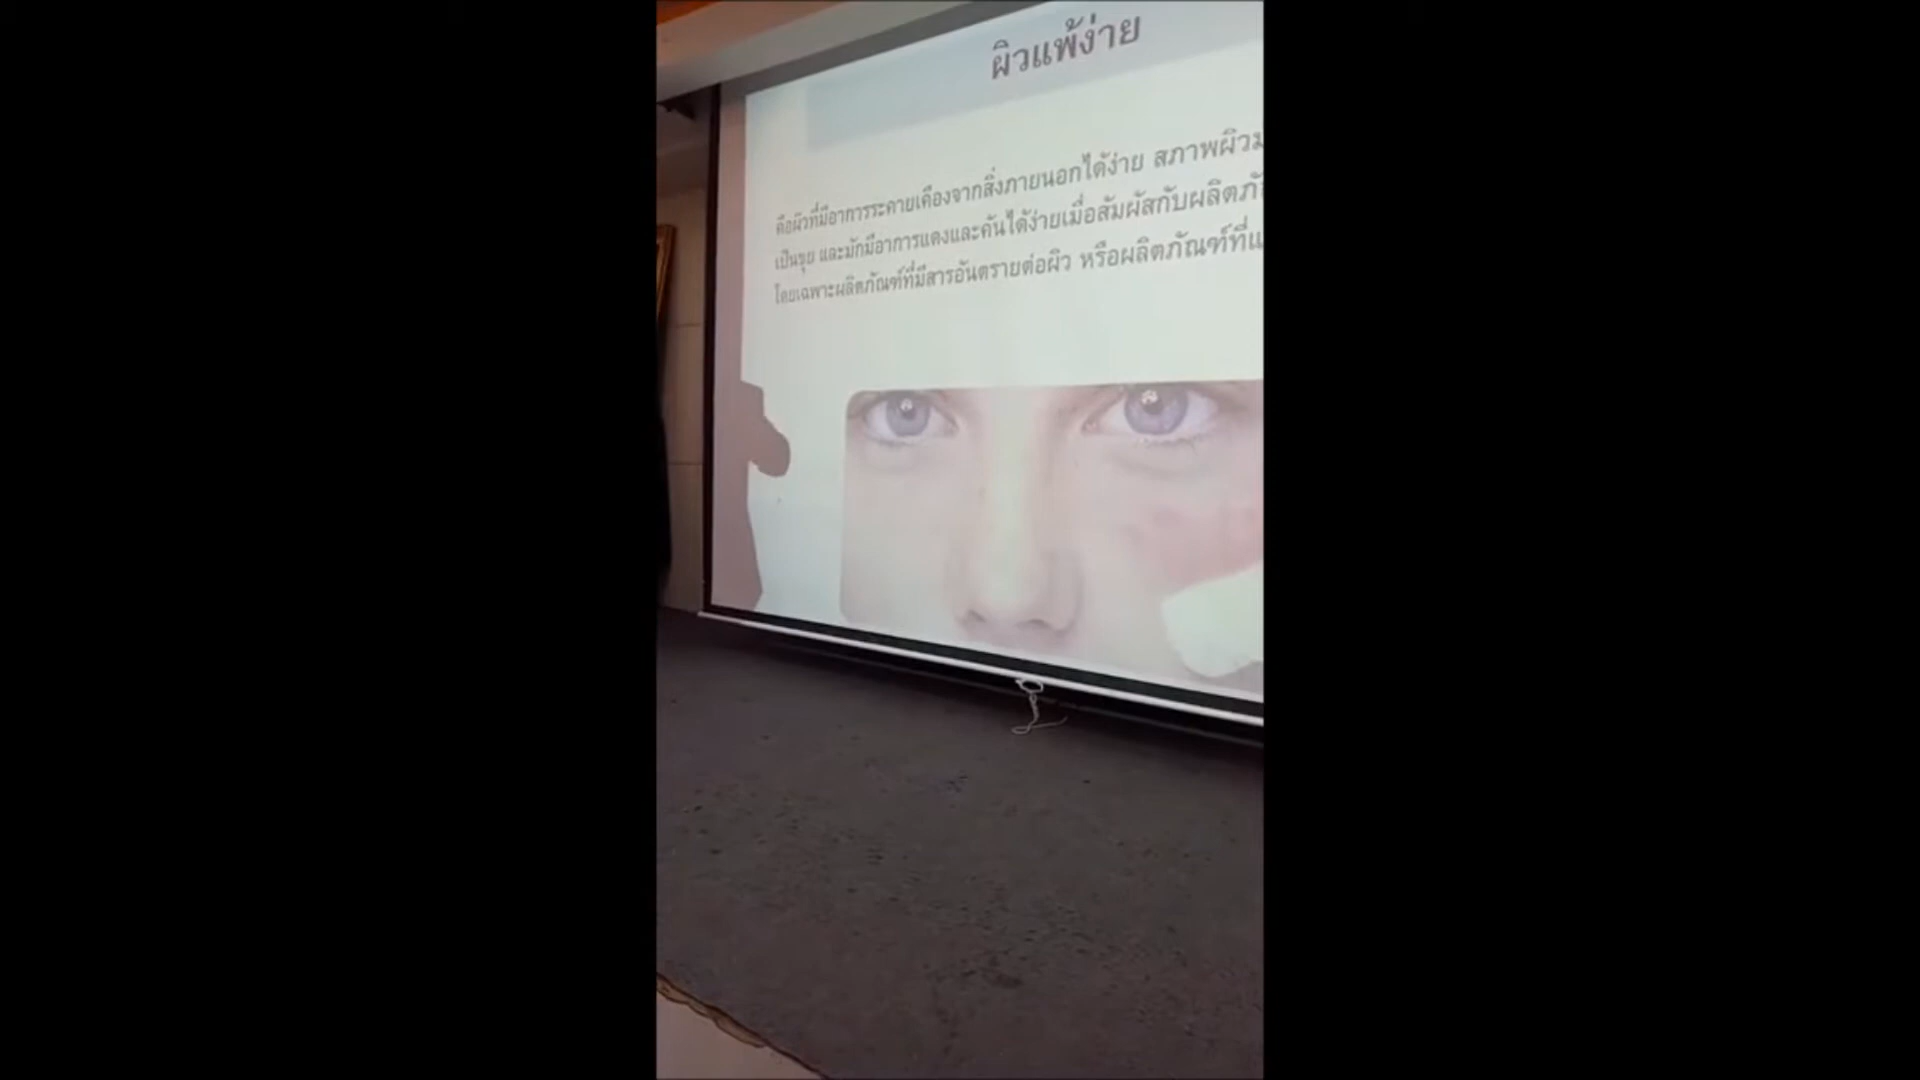 ผิวแพ้ง่าย
คือผิวที่มีอาการระคายเคืองจากสิ่งภายนอกได้ง่าย สภาพผิว
เป็นขุย และมักมีอาการแดงและคันได้ง่ายเมื่อสัมผัสกับ
โดยเฉพาะผลิตภัณฑ์ที่มีสารอันตรายต่อผิว หรือผลิตภัณฑ์ที่